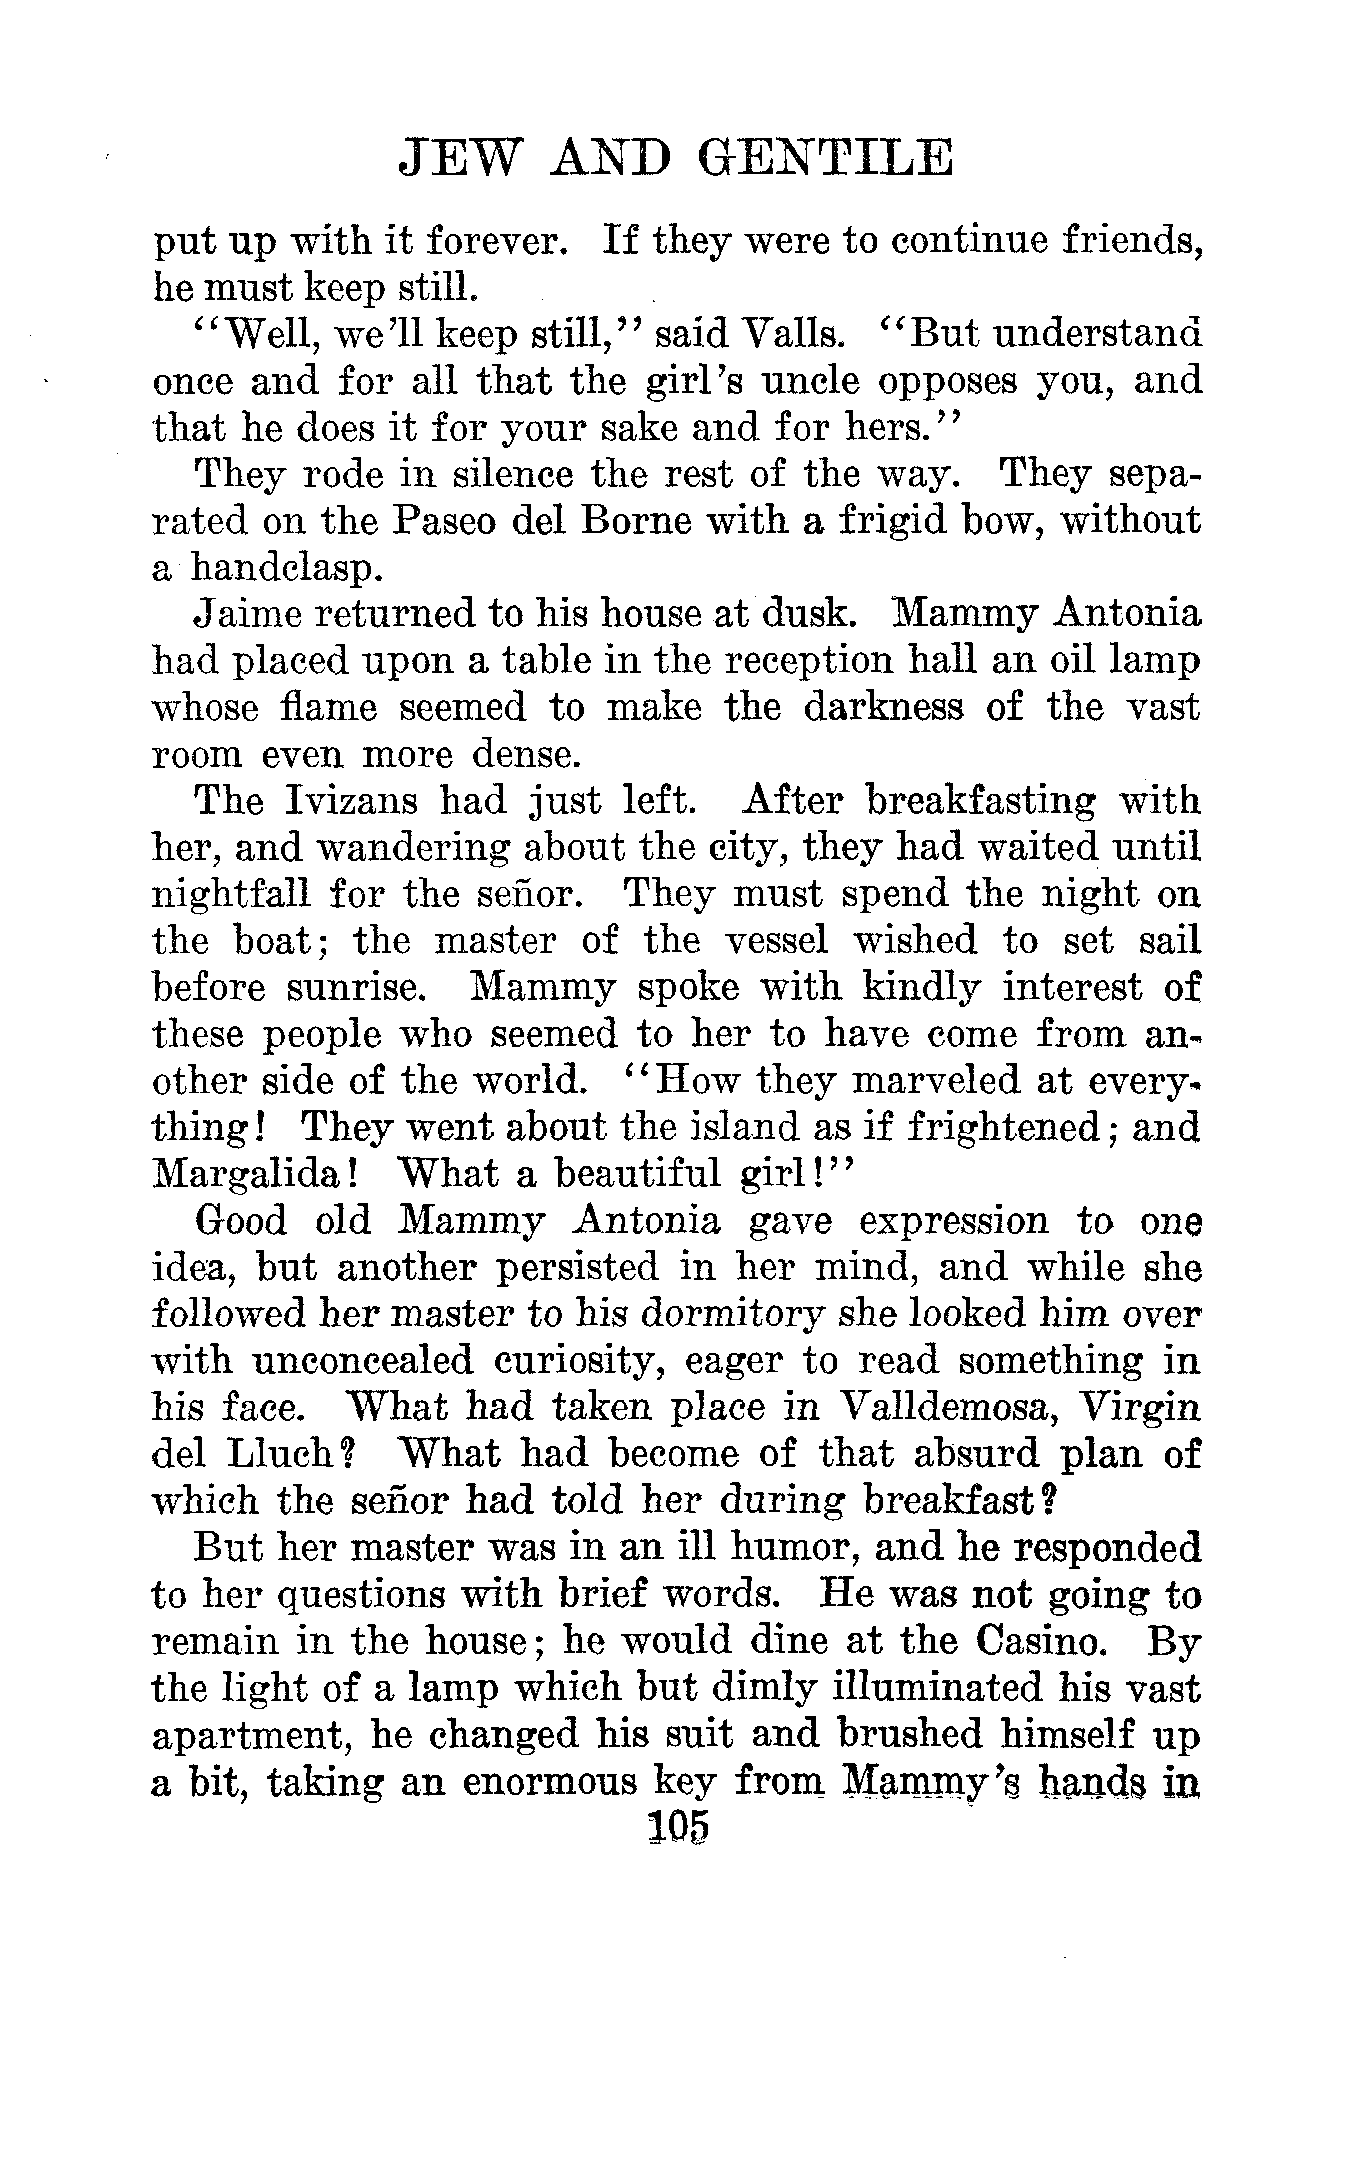 JEW AND GENTILE
put up with it forever. If they were to continue friends,
he must keep still.
"Well, we'll keep still," said Valls. "But understand
once and for all that the girl's uncle opposes you, and
that he does it for your sake and for hers."
They rode in silence the rest of the way. They sepa-
rated on the Paseo del Borne with a frigid bow, without
a handclasp.
Jaime returned to his house at dusk. Mammy Antonia
had placed upon a table in the reception hall an oil lamp
whose flame seemed to make the darkness of the vast
room even more dense.
The Ivizans had just left. After breakfasting with
her, and wandering about the city, they had waited until
nightfall for the señor. They must spend the night on
the boat; the master of the vessel wished to set sail
before sunrise. Mammy spoke with kindly interest of
these people who seemed to her to have come from an-
other side of the world. "How they marveled at every-
thing! They went about the island as if frightened; and
Margalida! What a beautiful girl!"
Good old Mammy Antonia gave expression to one
idea, but another persisted in her mind, and while she
followed her master to his dormitory she looked him over
with unconcealed curiosity, eager to read something in
his face. What had taken place in Valldemosa, Virgin
del Lluch? What had become of that absurd plan of
which the señor had told her during breakfast?
But her master was in an ill humor, and he responded
to her questions with brief words. He was not going to
remain in the house; he would dine at the Casino. By
the light of a lamp which but dimly illuminated his vast
apartment, he changed his suit and brushed himself up
a bit, taking an enormous key from Mammy's hands in
105